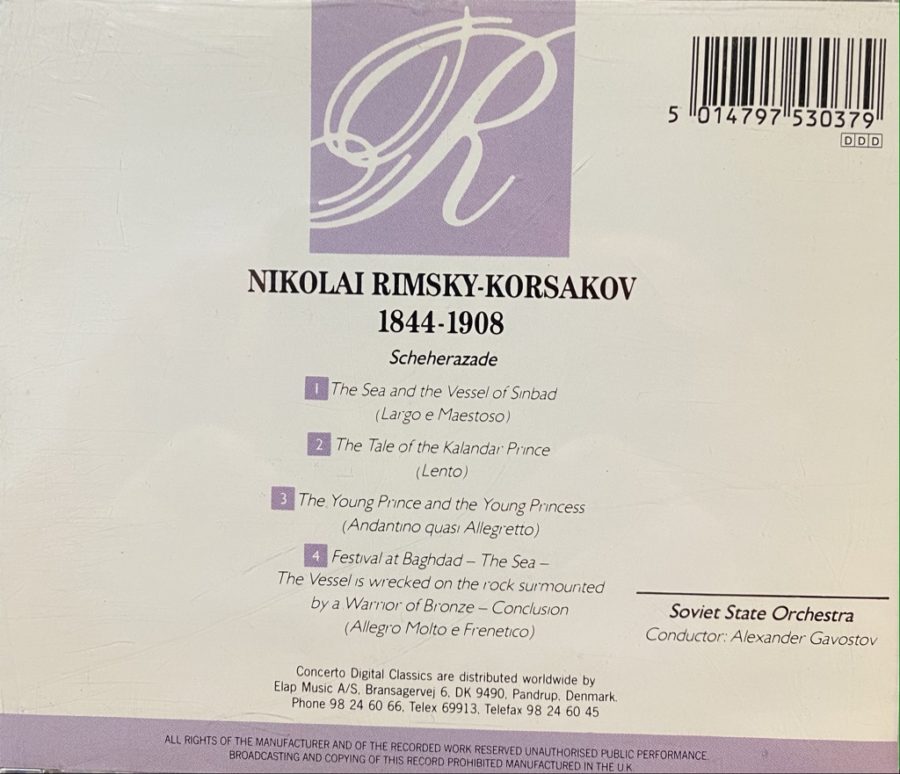 R
5 014797 530379
DDD
NIKOLAI RIMSKY-KORSAKOV
1844-1908
Scheherazade
1 The Sea and the Vessel of Sinbad
(Largo e Maestoso)
2 The Tale of the Kalandar Prince
(Lento)
3 The Young Prince and the Young Princess
(Andantino quasi Allegretto)
4 Festival at Baghdad – The Sea –
The Vessel is wrecked on the rock surmounted
by a Warrior of Bronze – Conclusion
(Allegro Molto e Frenetico)
Soviet State Orchestra
Conductor: Alexander Gavostov
Concerto Digital Classics are distributed worldwide by
Elap Music A/S, Bransagervej 6, DK 9490, Pandrup, Denmark.
Phone 98 24 60 66, Telex 69913, Telefax 98 24 60 45
ALL RIGHTS OF THE MANUFACTURER AND OF THE RECORDED WORK RESERVED UNAUTHORISED PUBLIC PERFORMANCE.
BROADCASTING AND COPYING OF THIS RECORD PROHIBITED MANUFACTURED IN THE U.K